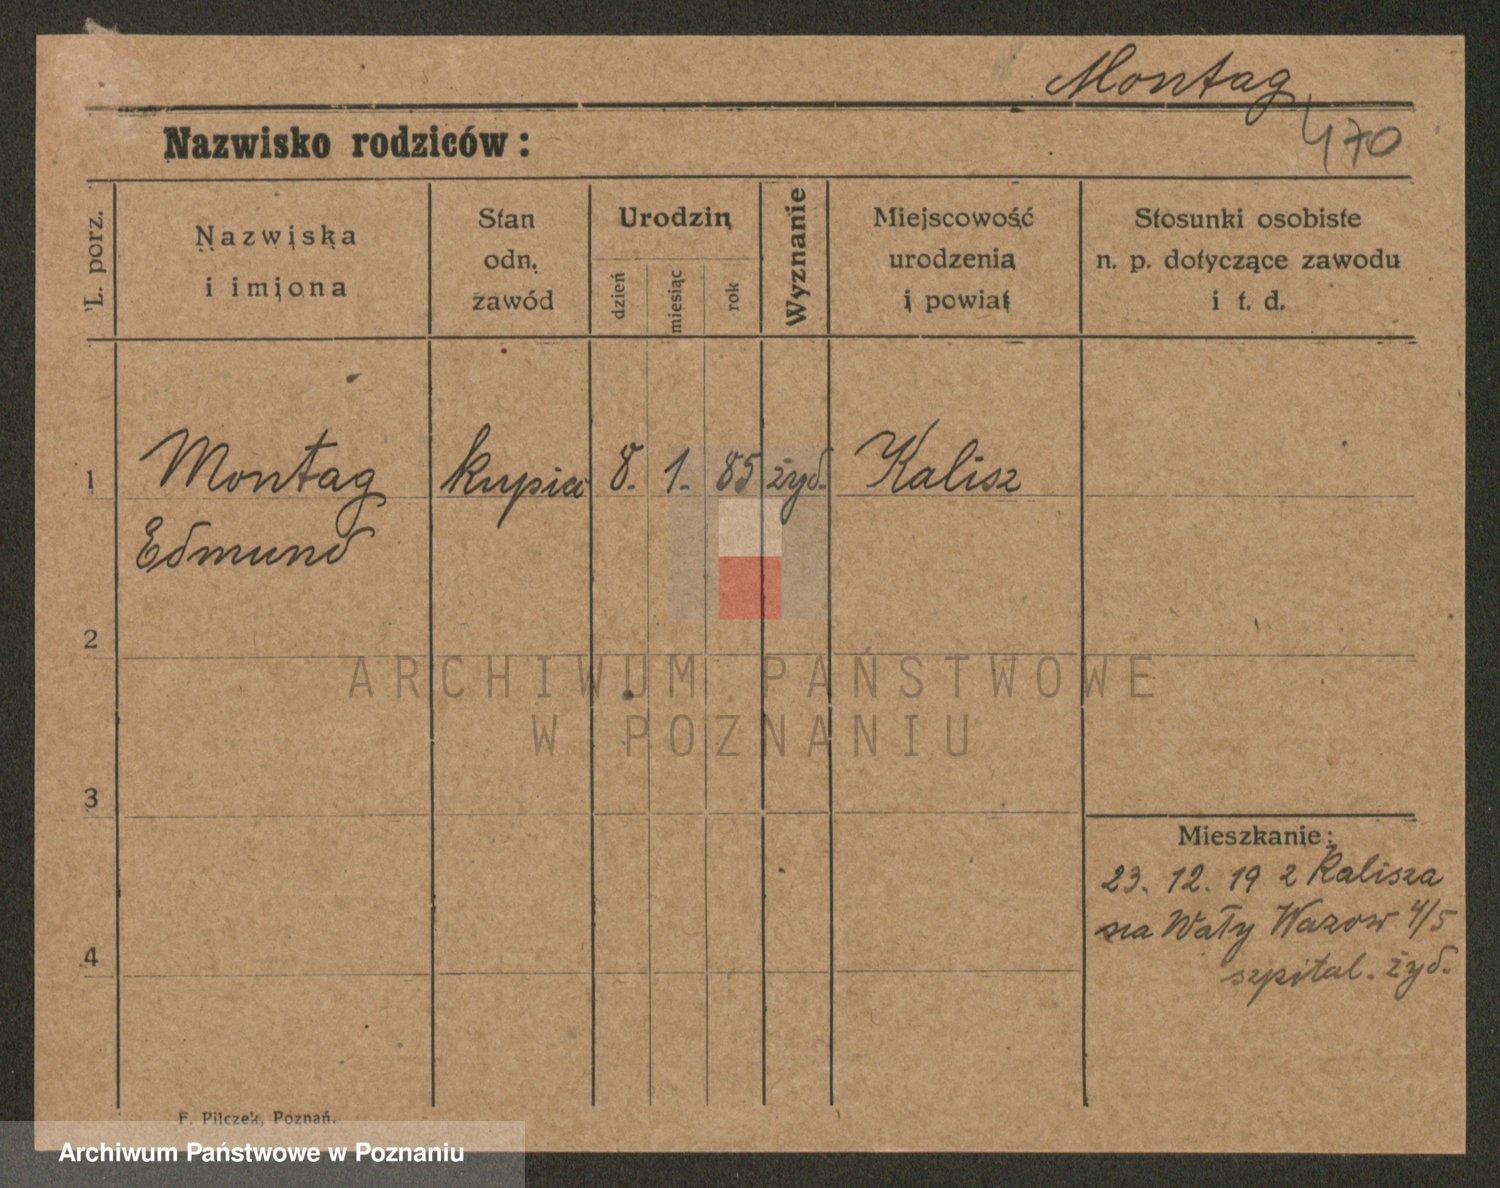 Montag
470
Nazwisko rodziców:
L. porz.
Nazwiska
i imiona
Stan
odn.
zawód
Urodzin
dzień
miesiąc
rok
Wyznanie
Miejscowość
urodzenia
i powiat
Stosunki osobiste
n. p. dotyczące zawodu
i t. d.
1 Montag kupiec 8. 1. 85 żyd. Kalisz
Edmund
2
ARCHIWUM PAŃSTWOWE
W POZNANIU
3
Mieszkanie:
23. 12. 19 z Kalisza
na Wały Wazow 4/5
szpital. żyd.
4
F. Pilczek, Poznań.
Archiwum Państwowe w Poznaniu